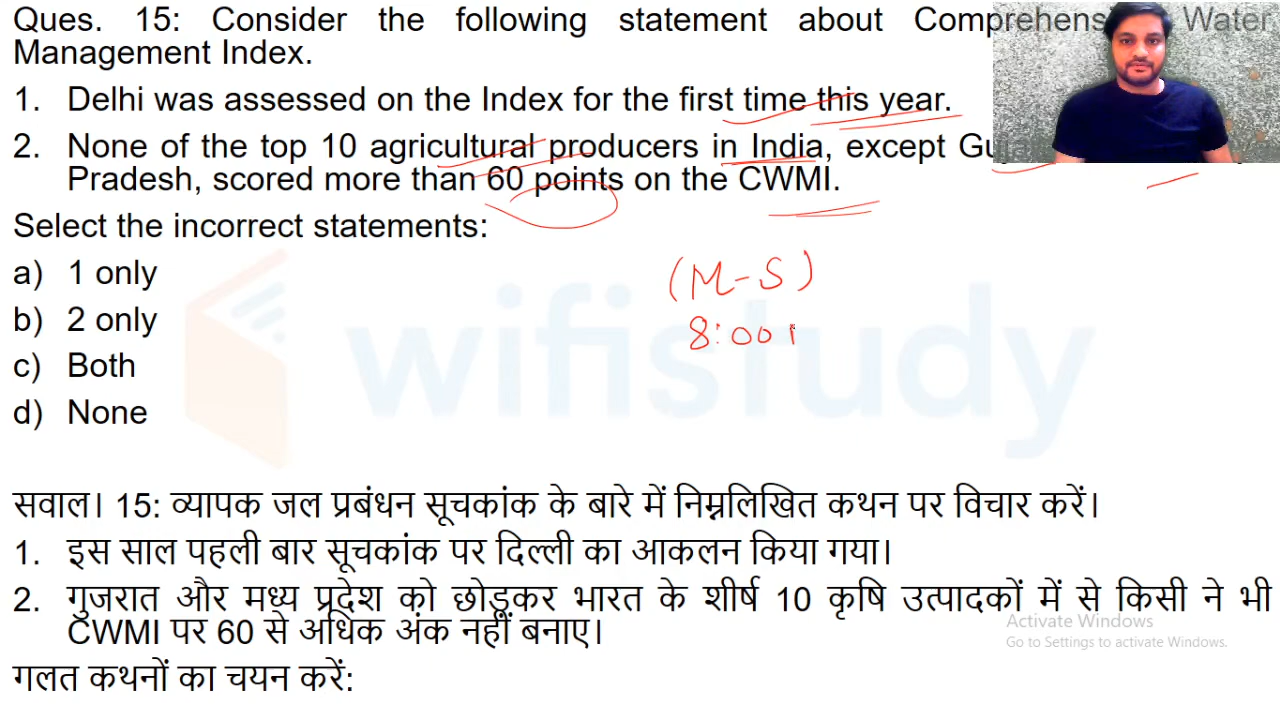 Ques. 15: Consider the following statement about Comprehens Water
Management Index.
1. Delhi was assessed on the Index for the first time this year.
2. None of the top 10 agricultural producers in India, except
Pradesh, scored more than 60 points on the CWMI.
Select the incorrect statements:
a) 1 only
b) 2 only
c) Both
d) None
(M-S)
8:00
wifistudy
सवाल। 15: व्यापक जल प्रबंधन सूचकांक के बारे में निम्नलिखित कथन पर विचार करें।
1. इस साल पहली बार सूचकांक पर दिल्ली का आकलन किया गया।
2. गुजरात और मध्य प्रदेश को छोड़कर भारत के शीर्ष 10 कृषि उत्पादकों में से किसी ने भी
CWMI पर 60 से अधिक अंक नहीं बनाए।
गलत कथनों का चयन करें:
Activate Windows
Go to Settings to activate Windows.